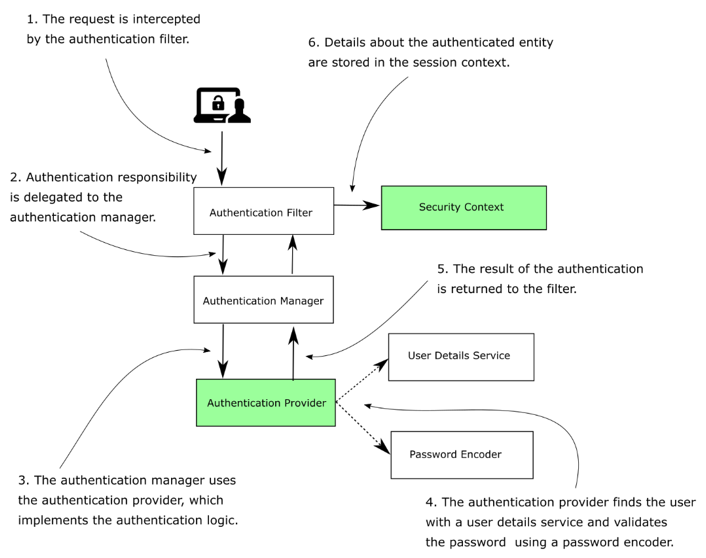 1. The request is intercepted
by the authentication filter.
6. Details about the authenticated entity
are stored in the session context.
2. Authentication responsibility
is delegated to the
authentication manager.
Authentication Filter
Security Context
5. The result of the authentication
is returned to the filter.
Authentication Manager
User Details Service
Authentication Provider
Password Encoder
3. The authentication manager uses
the authentication provider, which
implements the authentication logic.
4. The authentication provider finds the user
with a user details service and validates
the password using a password encoder.